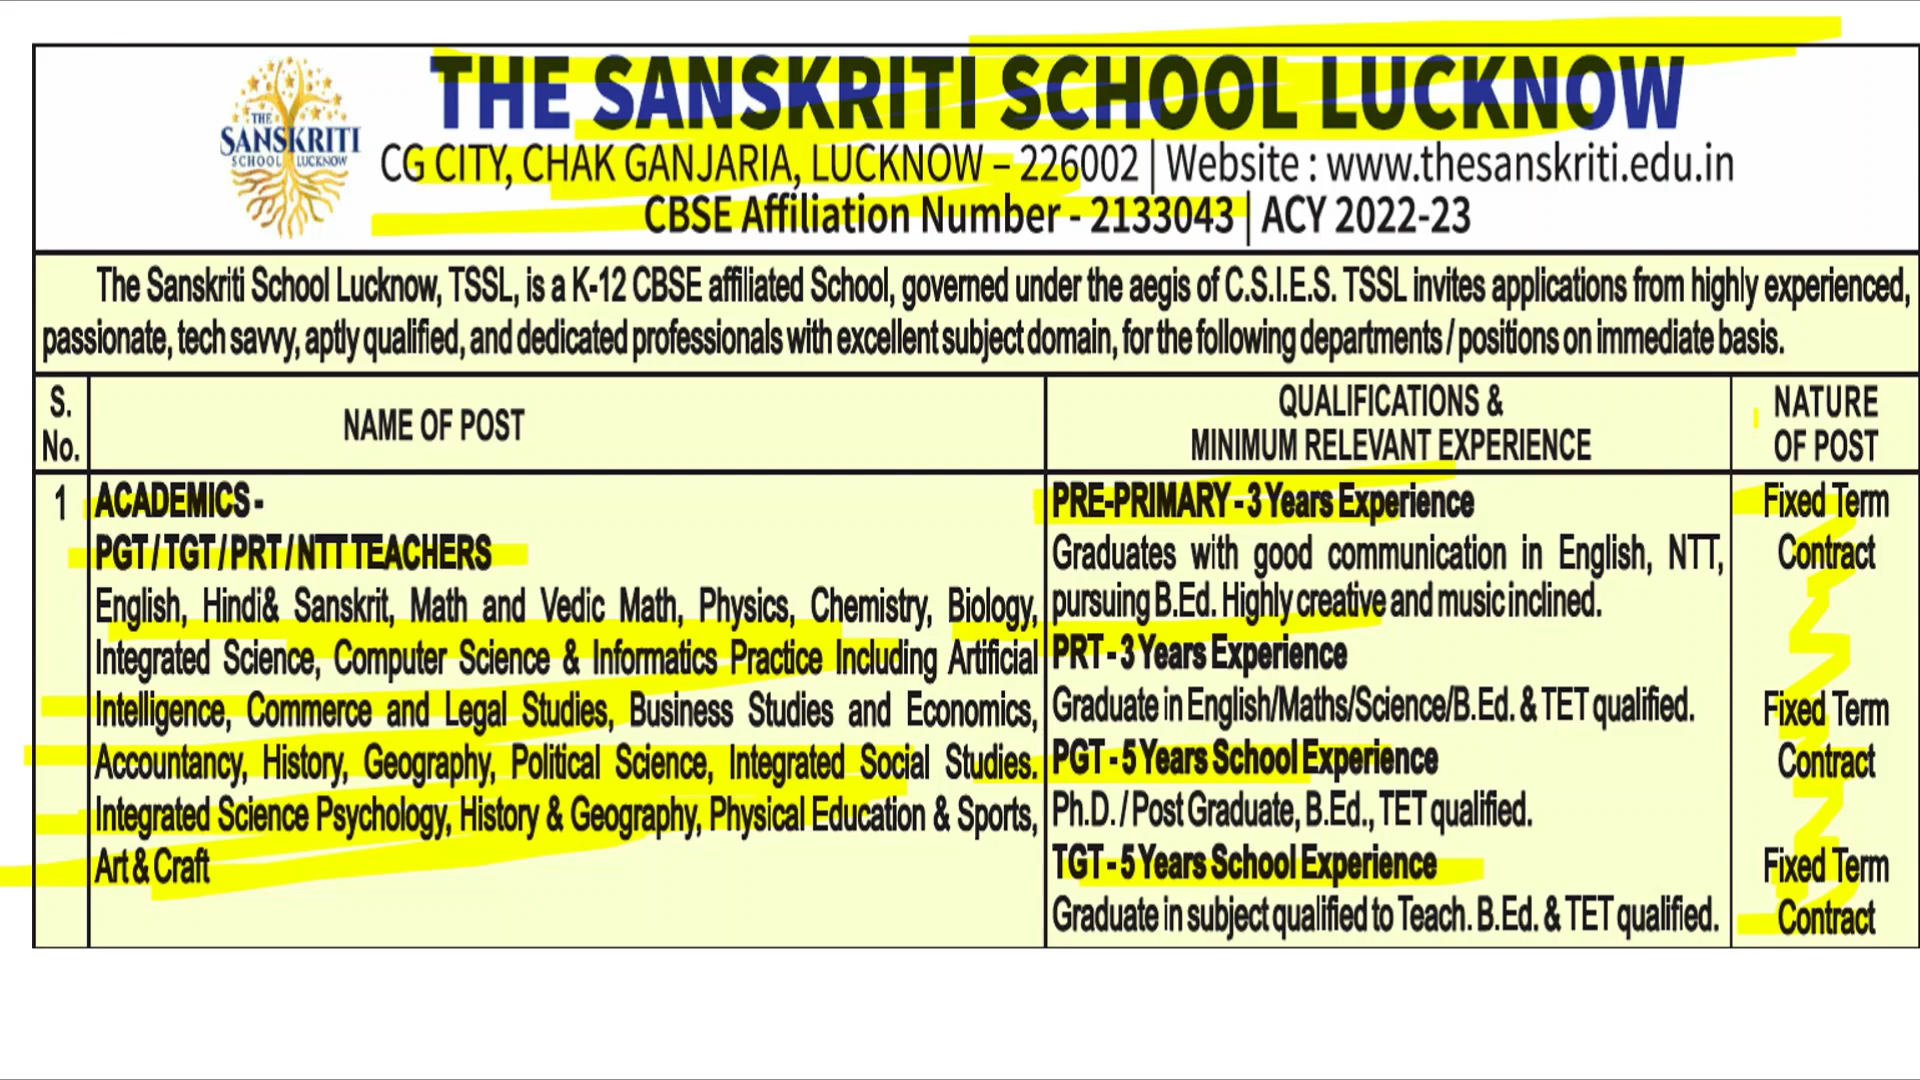 THE
SANSKRITI
SCHOOL LUCKNOW
THE SANSKRITI SCHOOL LUCKNOW
CG CITY, CHAK GANJARIA, LUCKNOW – 226002 | Website : www.thesanskriti.edu.in
CBSE Affiliation Number - 2133043 | ACY 2022-23
The Sanskriti School Lucknow, TSSL, is a K-12 CBSE affiliated School, governed under the aegis of C.S.I.E.S. TSSL invites applications from highly experienced,
passionate, tech savvy, aptly qualified, and dedicated professionals with excellent subject domain, for the following departments / positions on immediate basis.
S.
No.
NAME OF POST
QUALIFICATIONS &
MINIMUM RELEVANT EXPERIENCE
NATURE
OF POST
1
ACADEMICS -
PGT / TGT / PRT / NTT TEACHERS
English, Hindi& Sanskrit, Math and Vedic Math, Physics, Chemistry, Biology,
Integrated Science, Computer Science & Informatics Practice Including Artificial
Intelligence, Commerce and Legal Studies, Business Studies and Economics,
Accountancy, History, Geography, Political Science, Integrated Social Studies.
Integrated Science Psychology, History & Geography, Physical Education & Sports,
Art & Craft
PRE-PRIMARY - 3 Years Experience
Graduates with good communication in English, NTT,
pursuing B.Ed. Highly creative and music inclined.
PRT - 3 Years Experience
Graduate in English/Maths/Science/B.Ed. & TET qualified.
PGT - 5 Years School Experience
Ph.D. / Post Graduate, B.Ed., TET qualified.
TGT - 5 Years School Experience
Graduate in subject qualified to Teach. B.Ed. & TET qualified.
Fixed Term
Contract
Fixed Term
Contract
Fixed Term
Contract